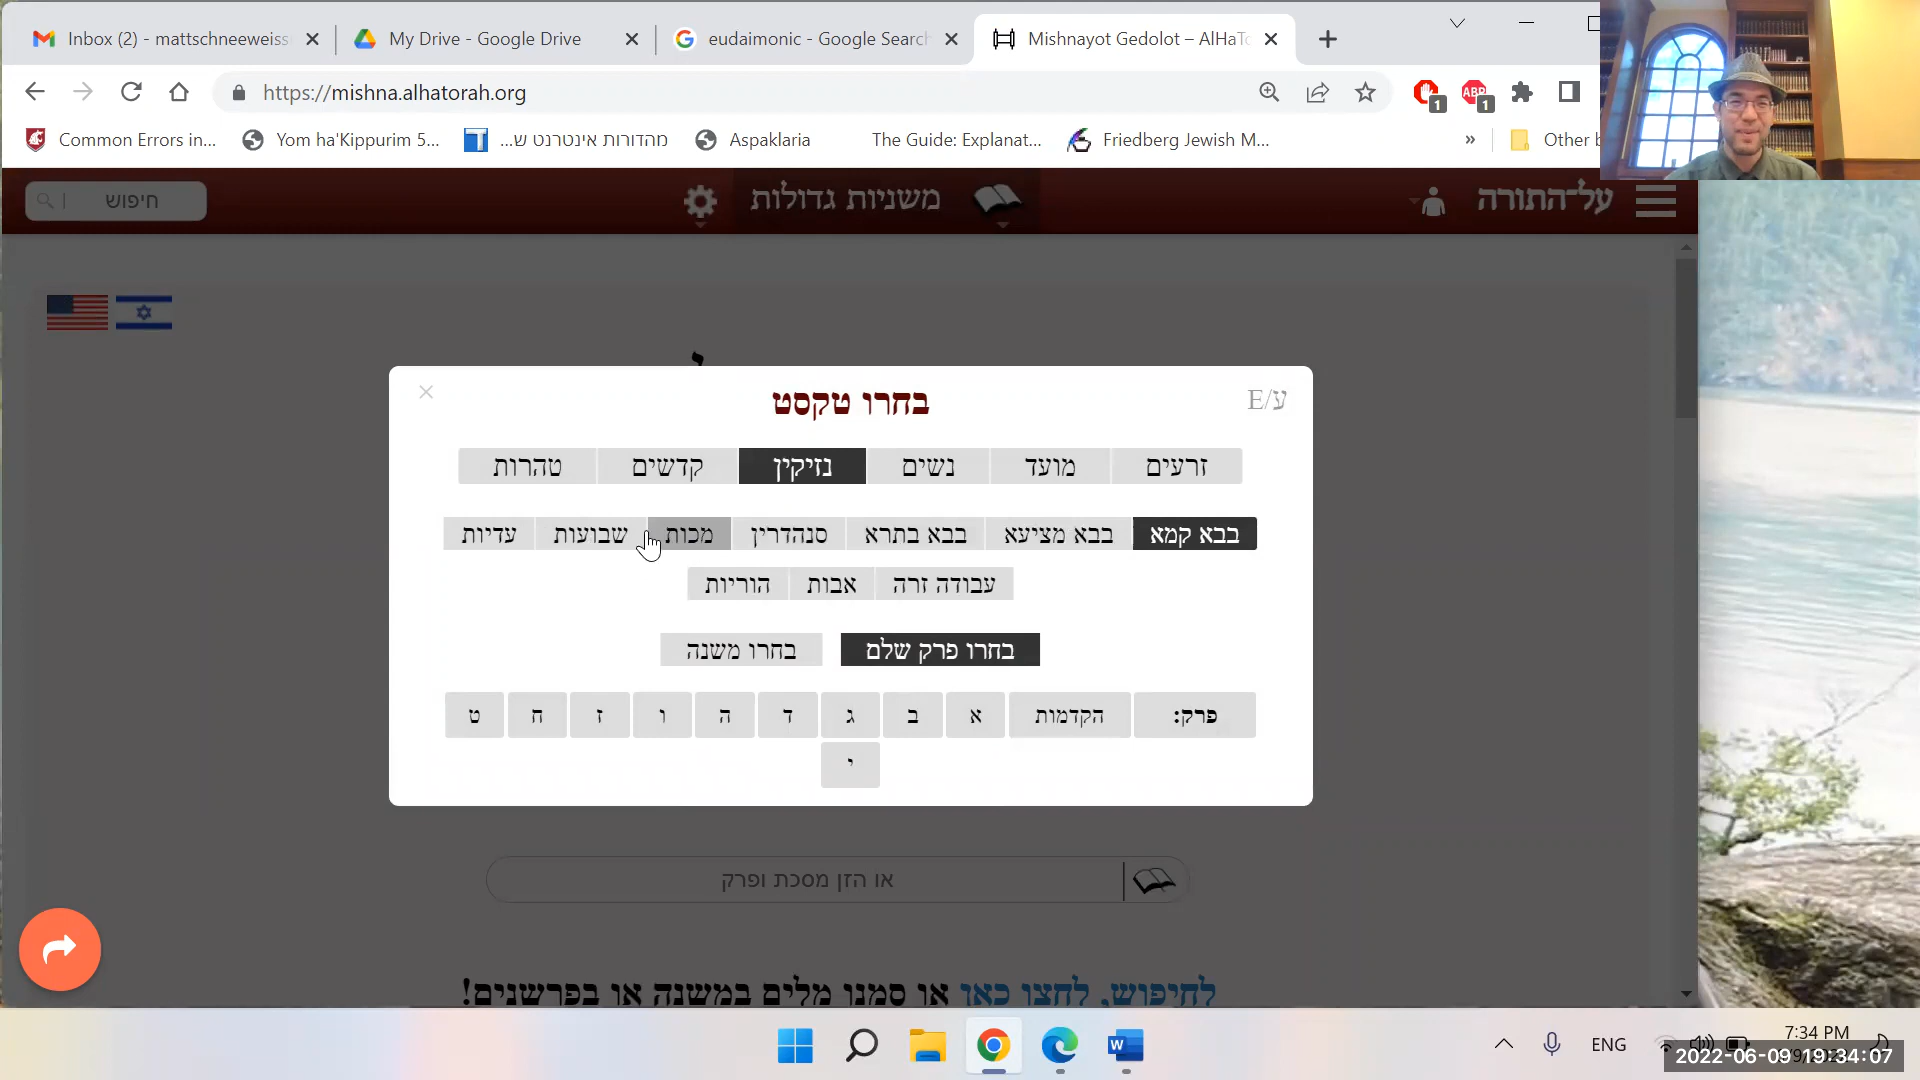 Inbox (2) - mattschneeweiss
My Drive - Google Drive
eudaimonic - Google Search
Mishnayot Gedolot – AlHaTo
https://mishna.alhatorah.org
ABP
1
1
Common Errors in...
Yom ha'Kippurim 5...
מהדורות אינטרנט ש...
Aspaklaria
The Guide: Explanat...
Friedberg Jewish M...
»
Other b
על־התורה
משניות גדולות
חיפוש
בחרו טקסט
ע/E
זרעים
מועד
נשים
נזיקין
קדשים
טהרות
בבא קמא
בבא מציעא
בבא בתרא
סנהדרין
מכות
שבועות
עדיות
עבודה זרה
אבות
הוריות
בחרו פרק שלם
בחרו משנה
פרק:
הקדמות
א
ב
ג
ד
ה
ו
ז
ח
ט
י
או הזן מסכת ופרק
לחיפוש, לחצו כאן או סמנו מלים במשנה או בפרשנים!
ENG
7:34 PM
2022-06-09 19:34:07